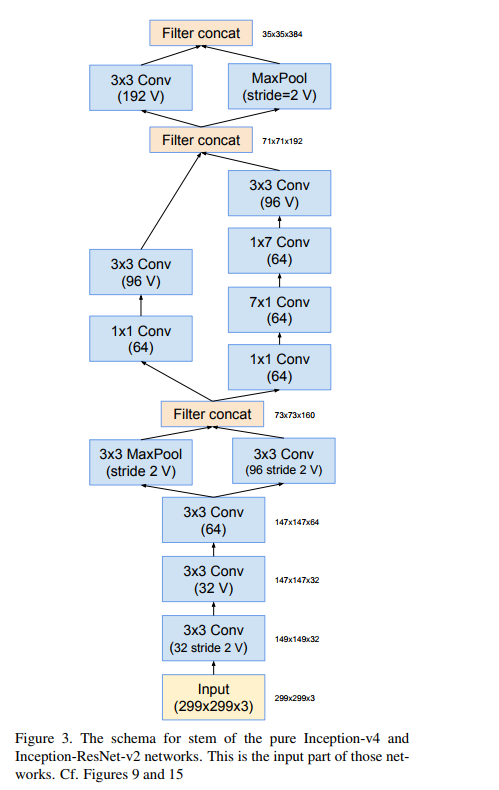 Filter concat
35x35x384
3x3 Conv
(192 V)
MaxPool
(stride=2 V)
Filter concat
71x71x192
3x3 Conv
(96 V)
1x7 Conv
(64)
3x3 Conv
(96 V)
7x1 Conv
(64)
1x1 Conv
(64)
1x1 Conv
(64)
Filter concat
73x73x160
3x3 MaxPool
(stride 2 V)
3x3 Conv
(96 stride 2 V)
3x3 Conv
(64)
147x147x64
3x3 Conv
(32 V)
147x147x32
3x3 Conv
(32 stride 2 V)
149x149x32
Input
(299x299x3)
299x299x3
Figure 3. The schema for stem of the pure Inception-v4 and
Inception-ResNet-v2 networks. This is the input part of those net-
works. Cf. Figures 9 and 15